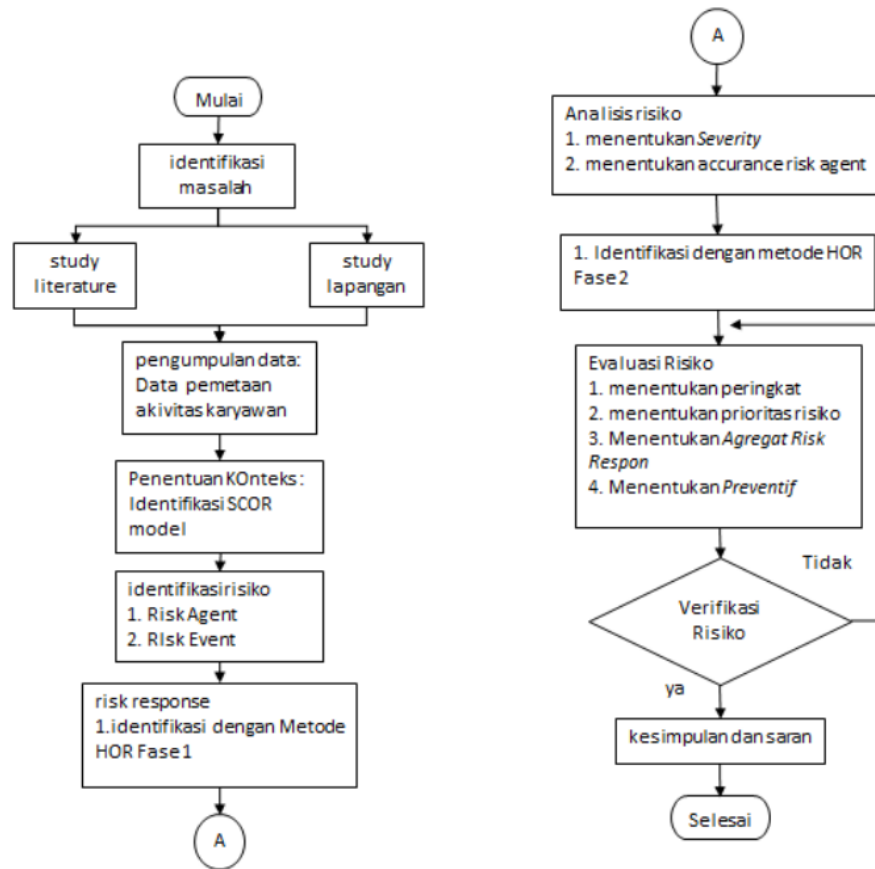 Mulai
identifikasi
masalah
study
literature
study
lapangan
pengumpulan data:
Data pemetaan
akivitas karyawan
Penentuan KOnteks :
Identifikasi SCOR
model
identifikasi risiko
1. Risk Agent
2. RIsk Event
risk response
1.identifikasi dengan Metode
HOR Fase 1
A
A
Analisis risiko
1. menentukan Severity
2. menentukan accurance risk agent
1. Identifikasi dengan metode HOR
Fase 2
Evaluasi Risiko
1. menentukan peringkat
2. menentukan prioritas risiko
3. Menentukan Agregat Risk
Respon
4. Menentukan Preventif
Tidak
Verifikasi
Risiko
ya
kesimpulan dan saran
Selesai